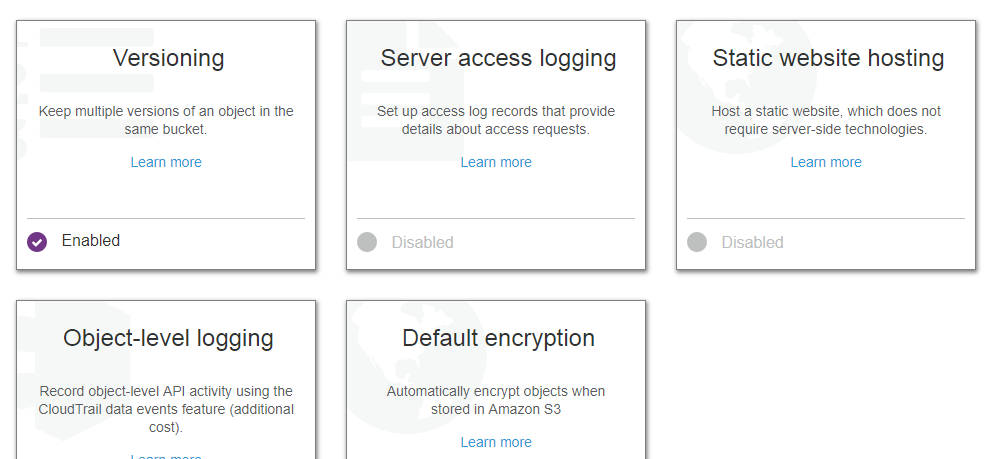 Versioning
Keep multiple versions of an object in the
same bucket.
Learn more
Enabled
Server access logging
Set up access log records that provide
details about access requests.
Learn more
Disabled
Static website hosting
Host a static website, which does not
require server-side technologies.
Learn more
Disabled
Object-level logging
Record object-level API activity using the
CloudTrail data events feature (additional
cost).
Learn more
Default encryption
Automatically encrypt objects when
stored in Amazon S3
Learn more